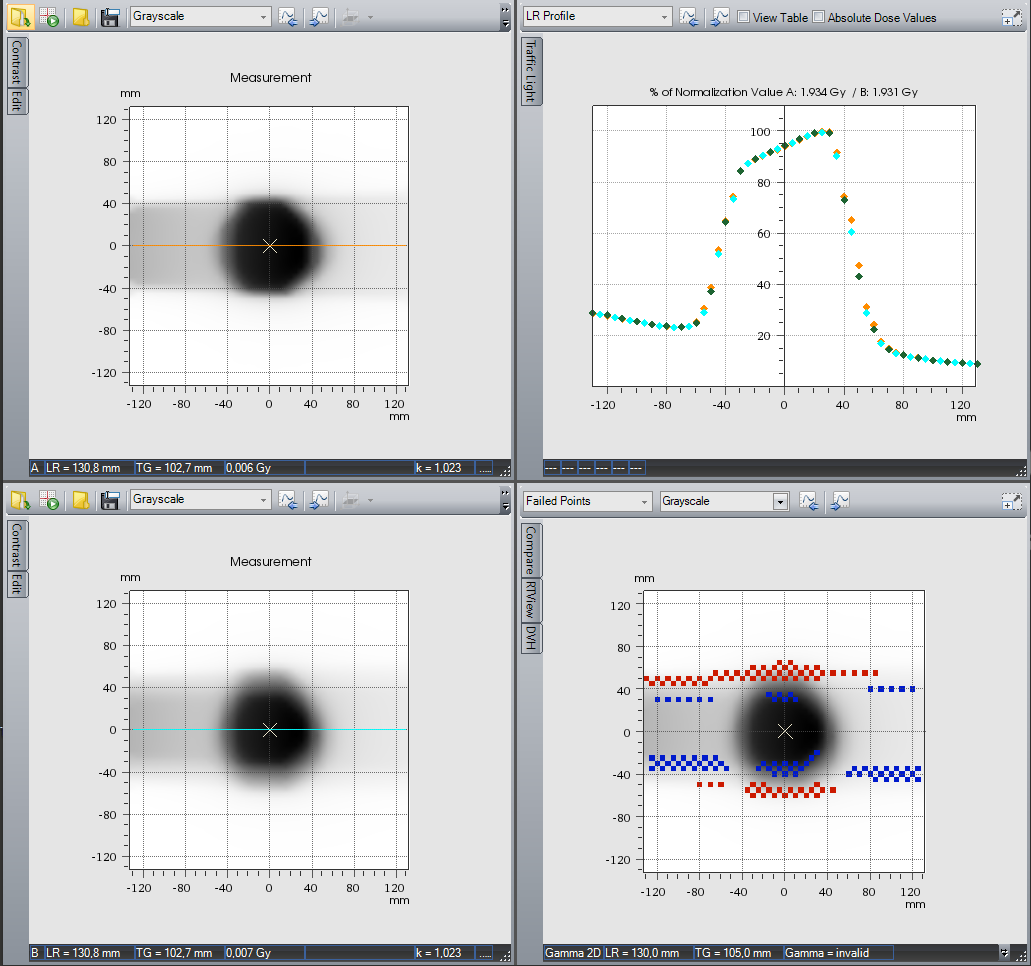 Grayscale
Contrast
Edit
Measurement
mm
120
80
40
0
-40
-80
-120
-120 -80 -40 0 40 80 120
mm
A LR = 130,8 mm TG = 102,7 mm 0,006 Gy k = 1,023 .....
LR Profile View Table Absolute Dose Values
Traffic Light
% of Normalization Value A: 1.934 Gy / B: 1.931 Gy
100
80
60
40
20
-120 -80 -40 0 40 80 120
mm
--- --- --- --- --- ---
Grayscale
Contrast
Edit
Measurement
mm
120
80
40
0
-40
-80
-120
-120 -80 -40 0 40 80 120
mm
B LR = 130,8 mm TG = 102,7 mm 0,007 Gy k = 1,023 .....
Failed Points Grayscale
Compare
RTView
DVH
mm
120
80
40
0
-40
-80
-120
-120 -80 -40 0 40 80 120
mm
Gamma 2D LR = 130,0 mm TG = 105,0 mm Gamma = invalid